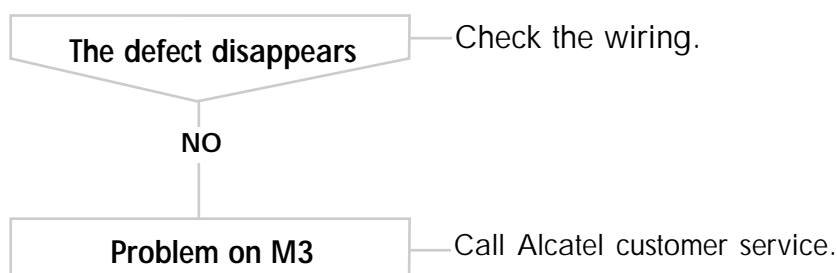 The defect disappears
Check the wiring.
NO
Problem on M3
Call Alcatel customer service.